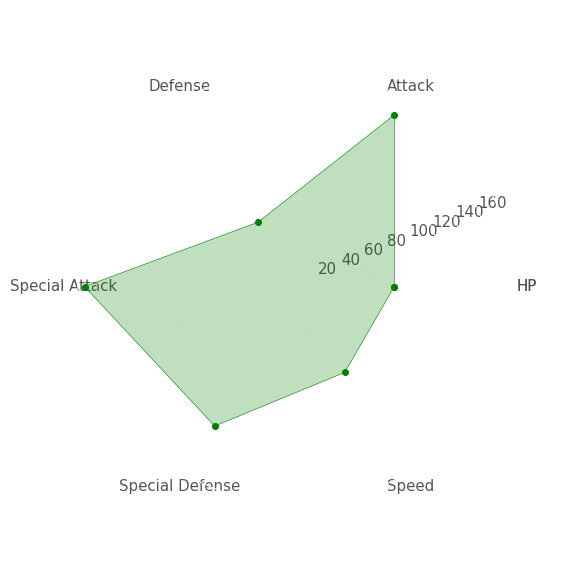 Defense
Attack
160
140
120
100
80
60
40
20
Special Attack
HP
Special Defense
Speed